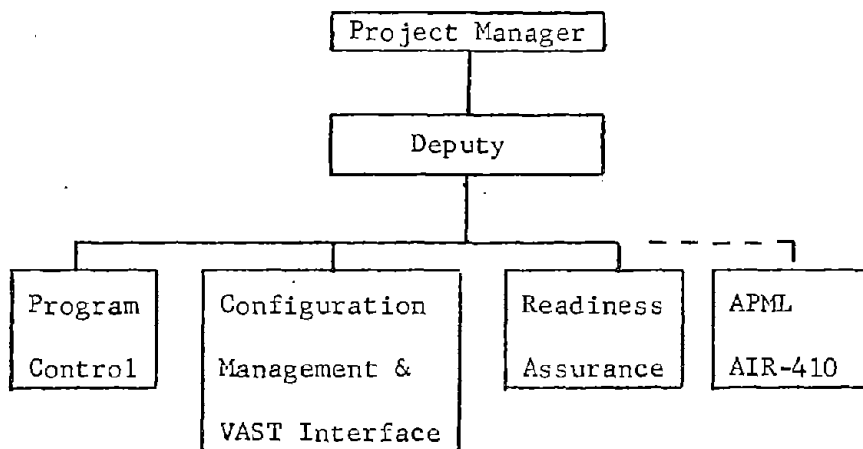 Project Manager
Deputy
Program
Control
Configuration
Management &
VAST Interface
Readiness
Assurance
APML
AIR-410